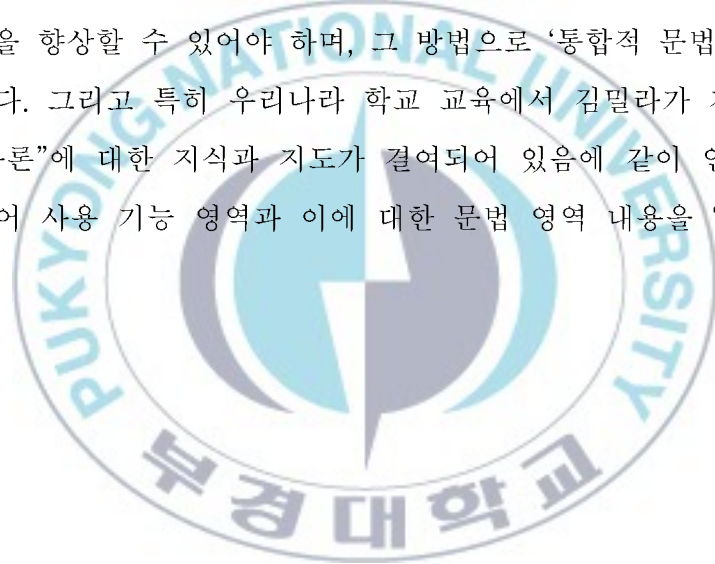 을 향상할 수 있어야 하며, 그 방법으로 ‘통합적 문법
다. 그리고 특히 우리나라 학교 교육에서 김밀라가
론”에 대한 지식과 지도가 결여되어 있음에 같이
어 사용 기능 영역과 이에 대한 문법 영역 내용을
PUKYONG NATIONAL UNIVERSITY
부경대학교